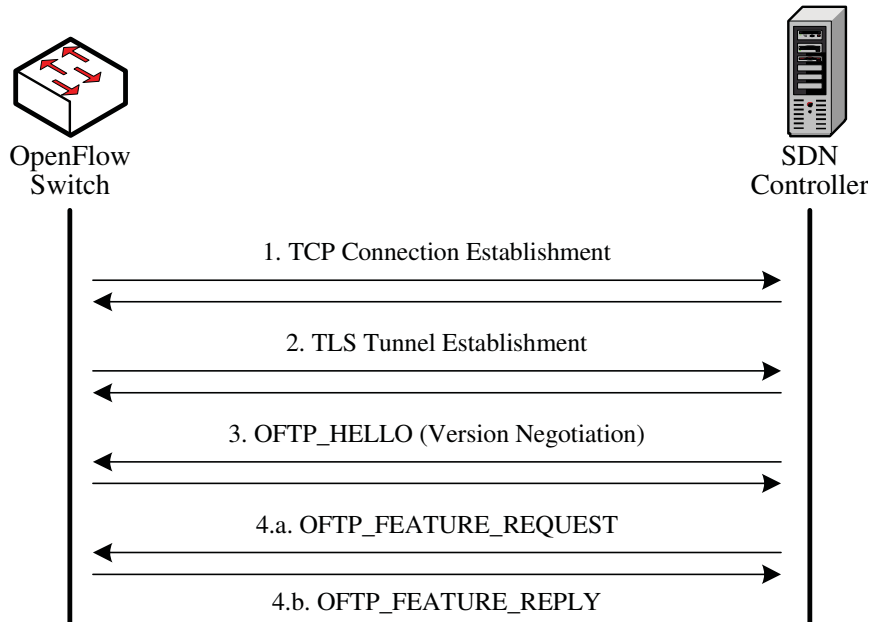 OpenFlow
Switch
SDN
Controller
1. TCP Connection Establishment
2. TLS Tunnel Establishment
3. OFTP_HELLO (Version Negotiation)
4.a. OFTP_FEATURE_REQUEST
4.b. OFTP_FEATURE_REPLY